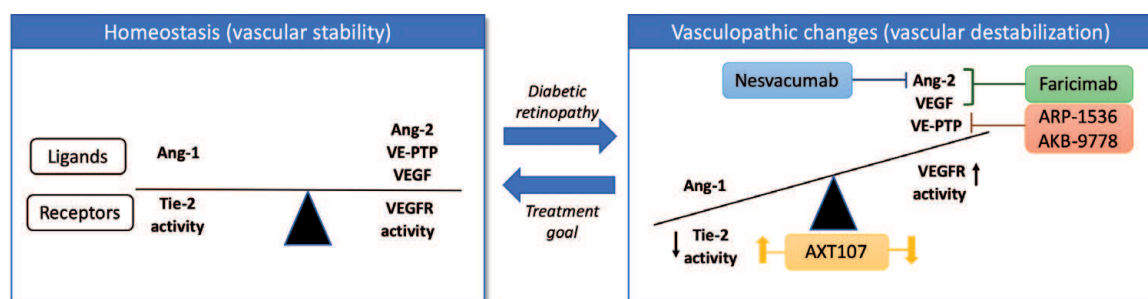 Homeostasis (vascular stability)
Ligands
Ang-1
Ang-2
VE-PTP
VEGF
Receptors
Tie-2
activity
VEGFR
activity
Diabetic
retinopathy
Treatment
goal
Vasculopathic changes (vascular destabilization)
Nesvacumab
Ang-2
VEGF
VE-PTP
Faricimab
ARP-1536
AKB-9778
Ang-1
VEGFR
activity
Tie-2
activity
AXT107